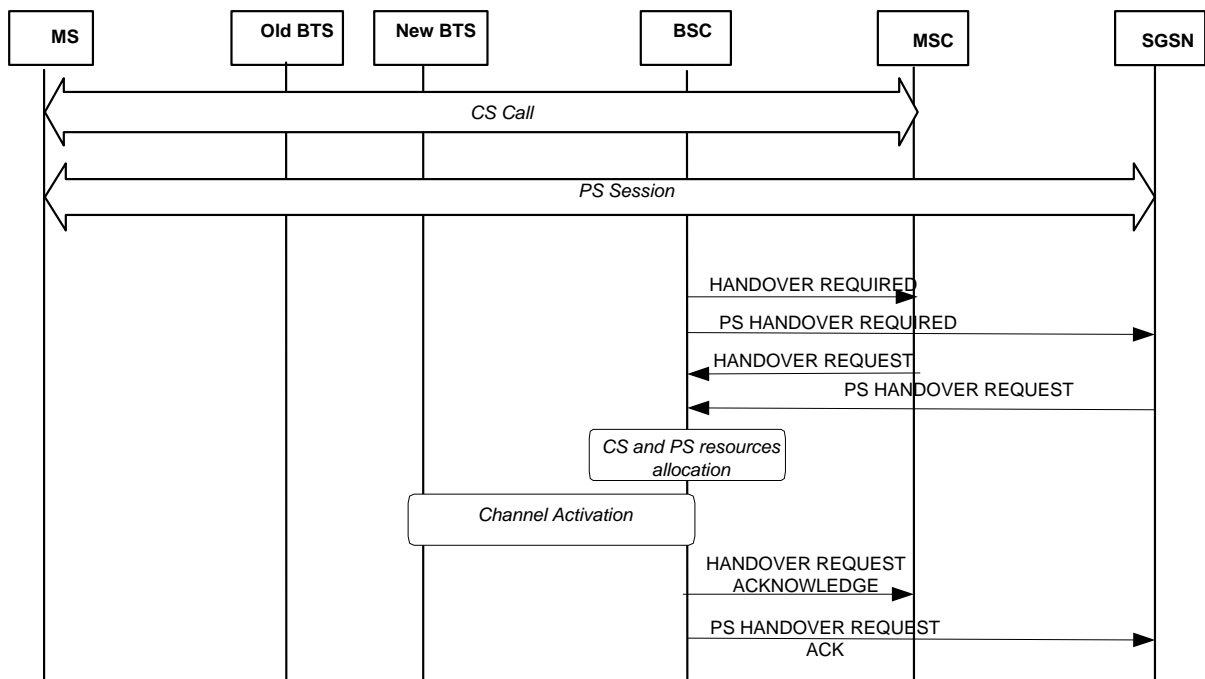 MS
Old BTS
New BTS
BSC
MSC
SGSN
CS Call
PS Session
HANDOVER REQUIRED
PS HANDOVER REQUIRED
HANDOVER REQUEST
PS HANDOVER REQUEST
CS and PS resources
allocation
Channel Activation
HANDOVER REQUEST
ACKNOWLEDGE
PS HANDOVER REQUEST
ACK